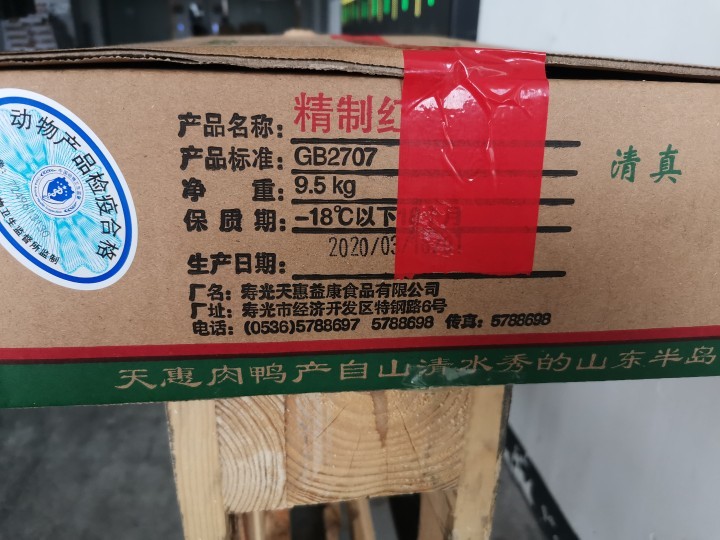 动物产品检疫合格
产品名称: 精制红
产品标准: GB2707
净 重: 9.5 kg
保 质 期: -18℃以下 月
生产日期: 2020/03/
厂名: 寿光天惠益康食品有限公司
厂址: 寿光市经济开发区特钢路6号
电话: (0536)5788697 5788698 传真: 5788698
清真
天惠肉鸭产自山清水秀的山东半岛